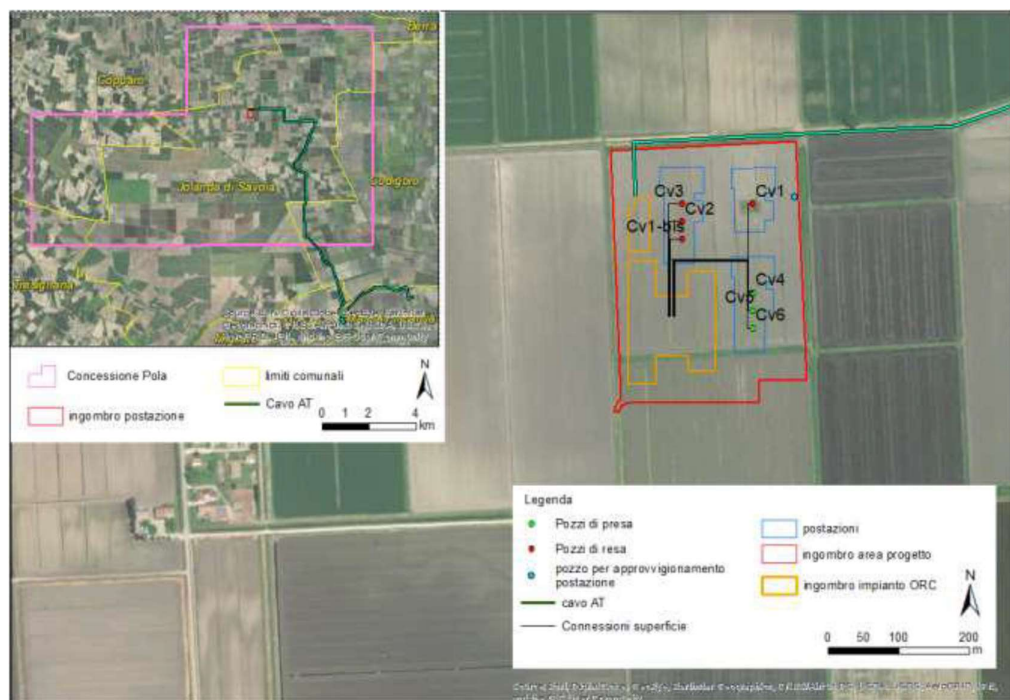 Berra
Copparo
Jolanda di Savoia
Codigoro
Tresignana
Concessione Pola
limiti comunali
N
ingombro postazione
Cavo AT
0 1 2 4
km
Cv3
Cv1
Cv2
Cv1-bis
Cv4
Cv5
Cv6
Legenda
Pozzi di presa
postazioni
Pozzi di resa
ingombro area progetto
pozzo per approvvigionamento
postazione
ingombro impianto ORC
cavo AT
N
Connessioni superficie
0 50 100 200
m